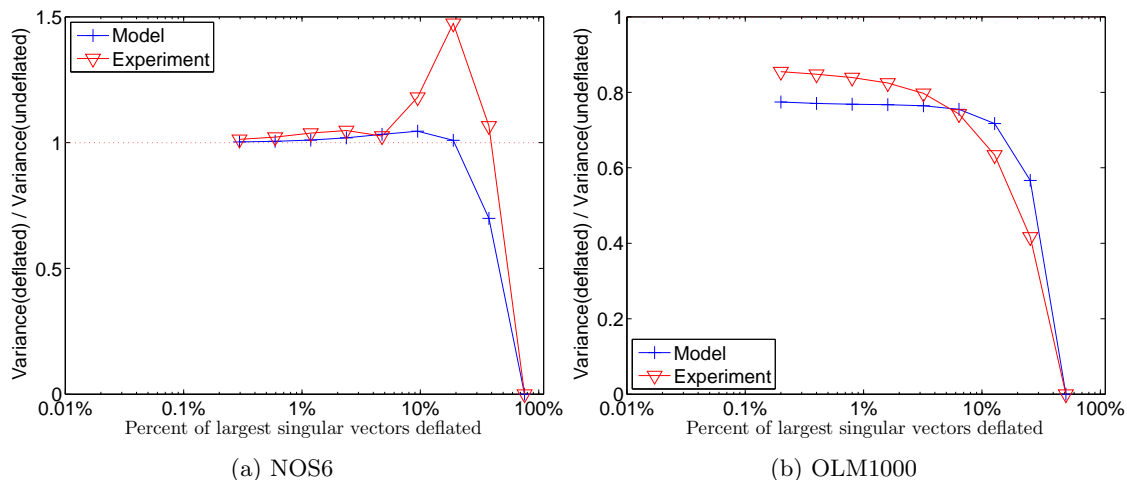 Variance(deflated) / Variance(undeflated)
1.5
1
0.5
0
Model
Experiment
0.01%
0.1%
1%
10%
100%
Percent of largest singular vectors deflated
(a) NOS6
Variance(deflated) / Variance(undeflated)
1
0.8
0.6
0.4
0.2
0
Model
Experiment
0.01%
0.1%
1%
10%
100%
Percent of largest singular vectors deflated
(b) OLM1000